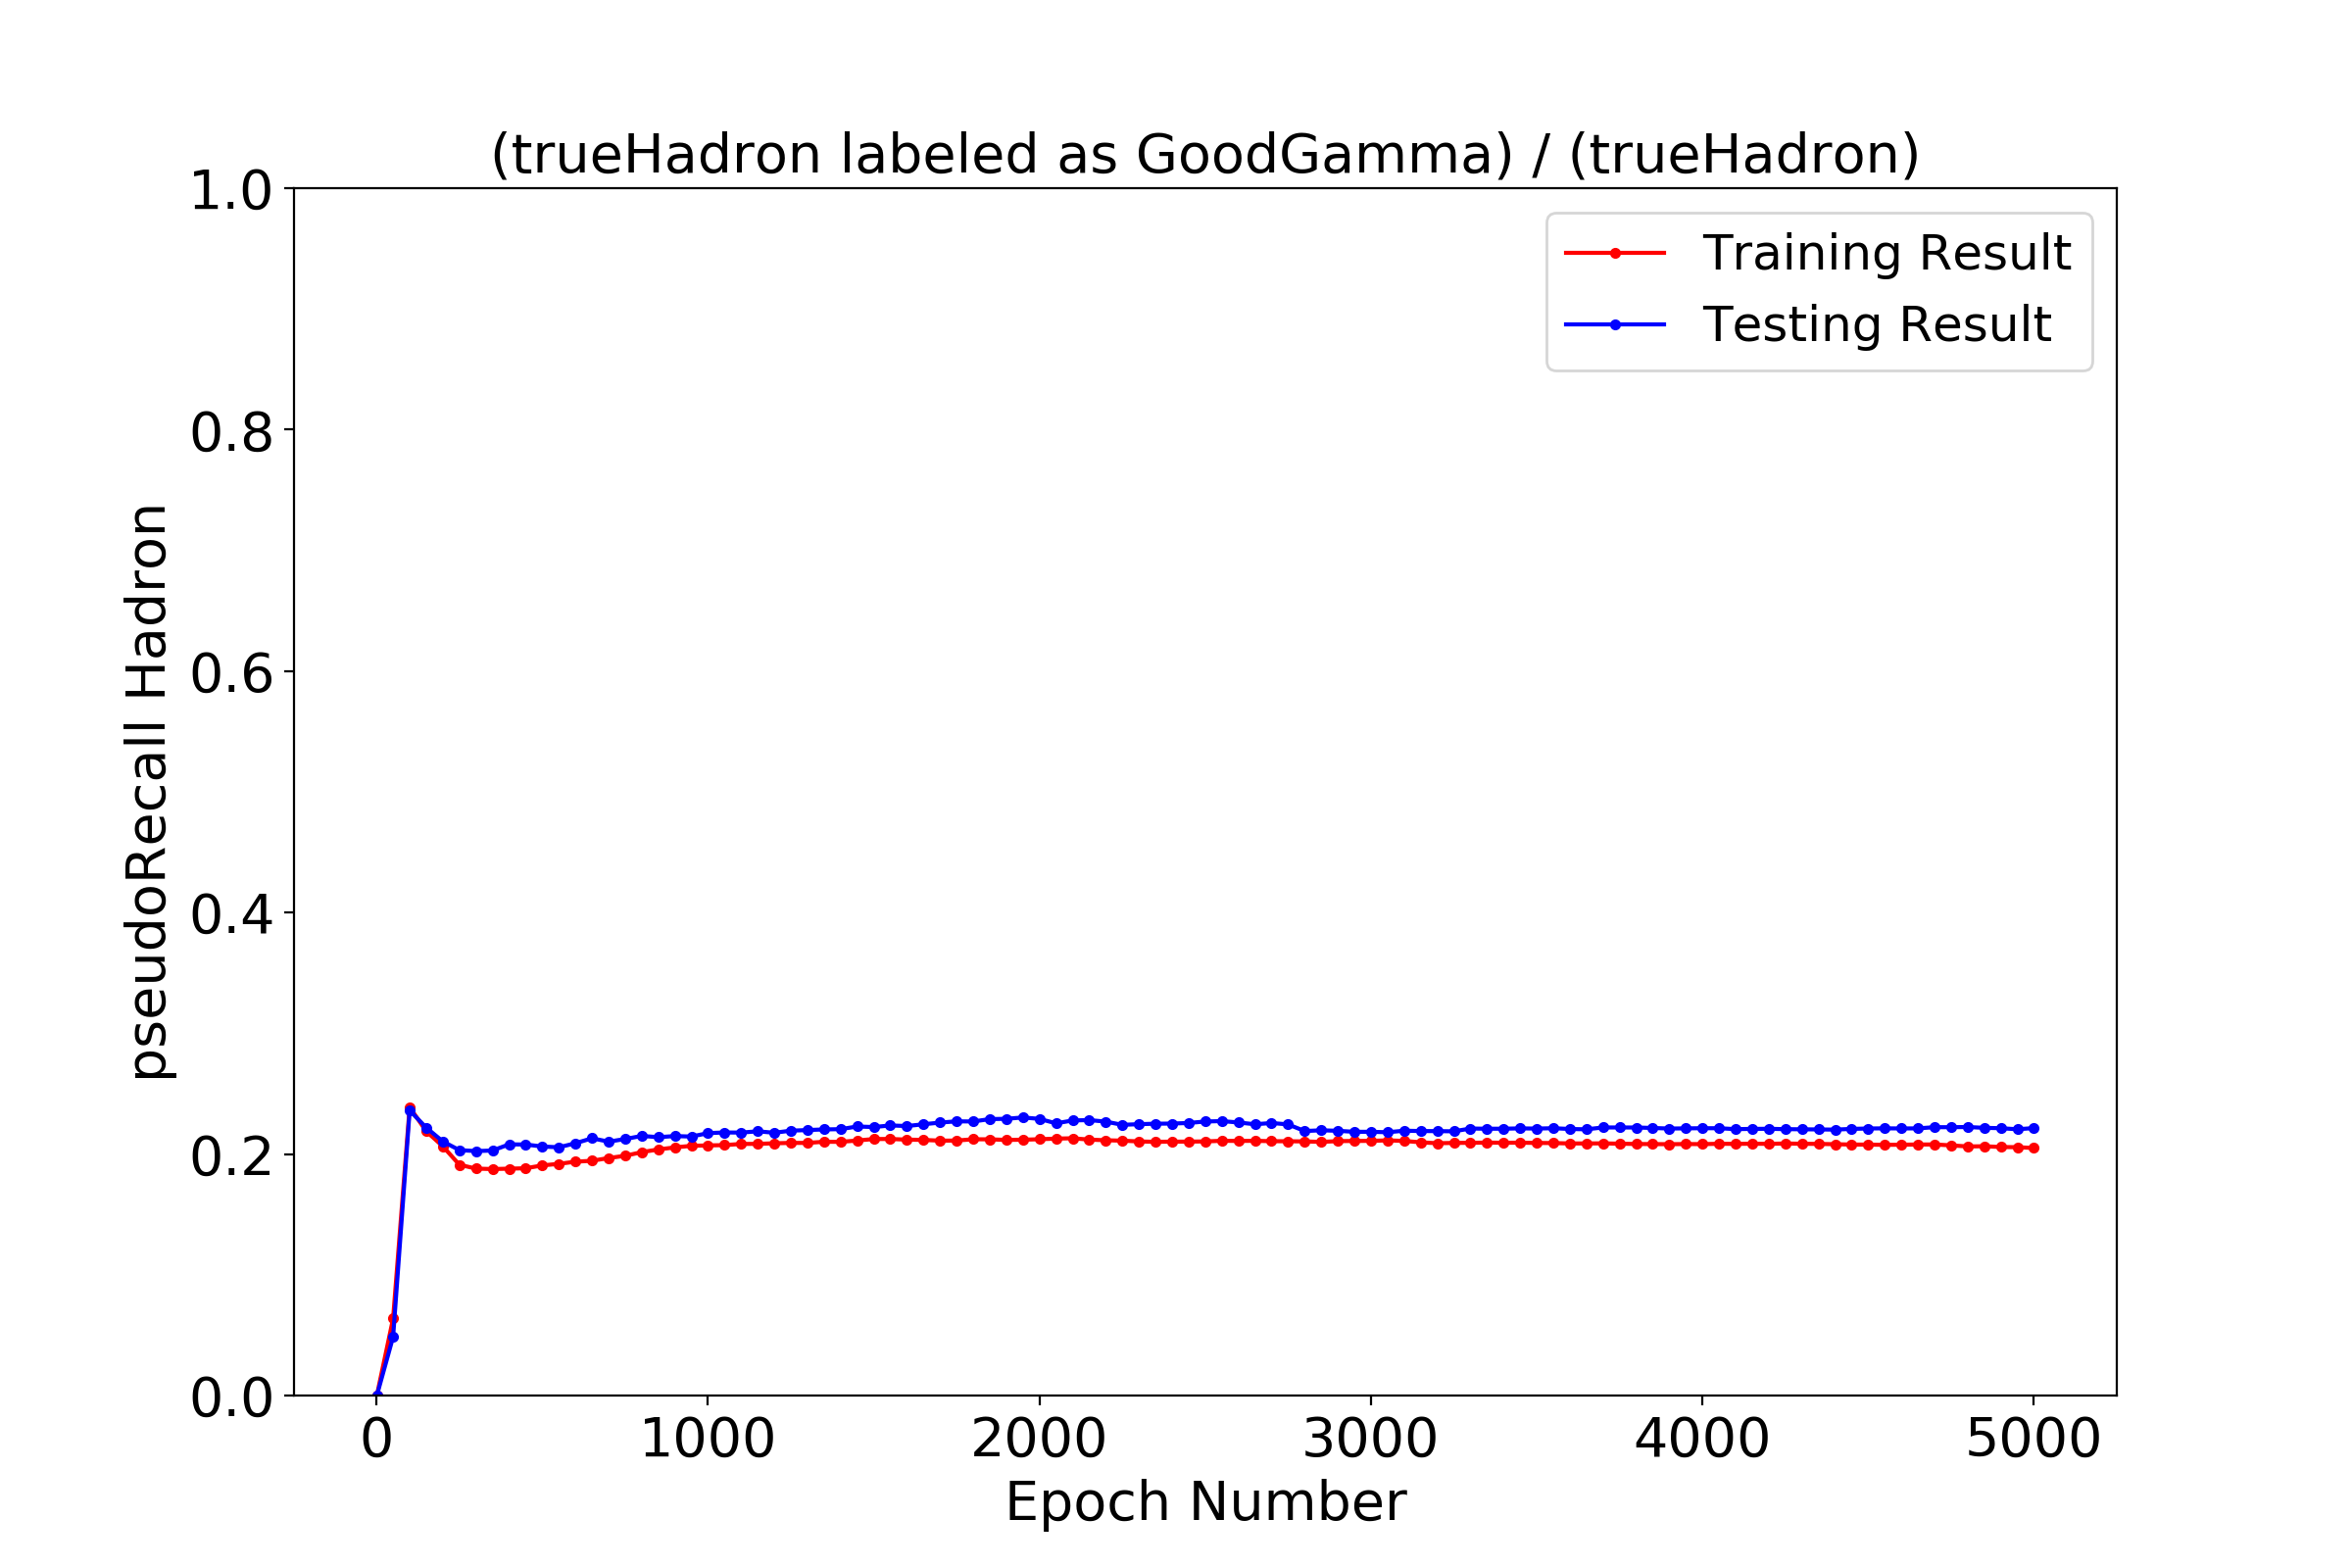 (trueHadron labeled as GoodGamma) / (trueHadron)
1.0
0.8
0.6
0.4
0.2
0.0
pseudoRecall Hadron
Training Result
Testing Result
0 1000 2000 3000 4000 5000
Epoch Number